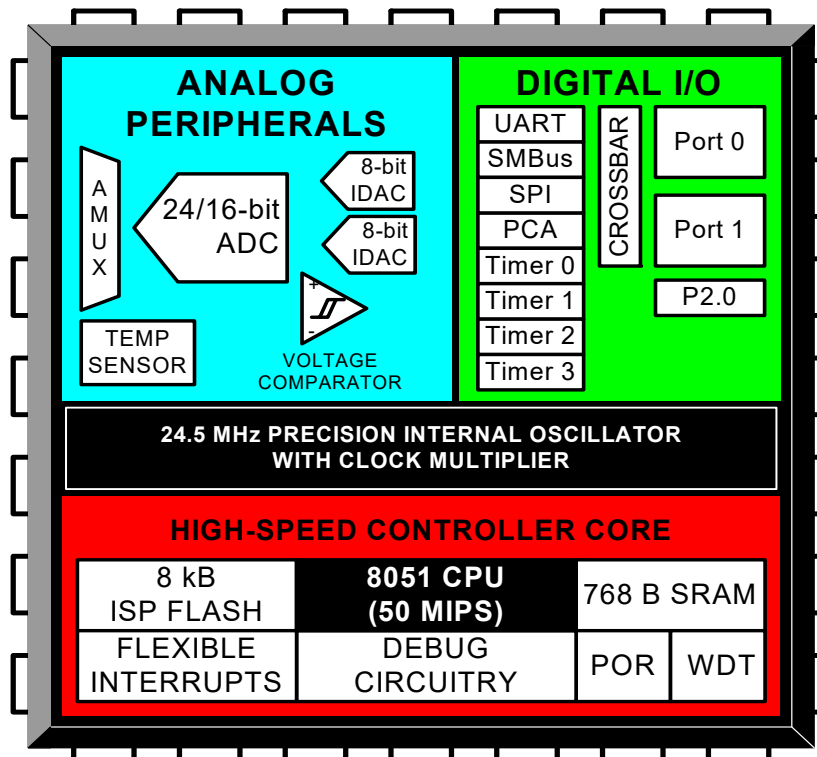 ANALOG
PERIPHERALS
A
M
U
X
24/16-bit
ADC
8-bit
IDAC
8-bit
IDAC
+
-
TEMP
SENSOR
VOLTAGE
COMPARATOR
DIGITAL I/O
UART
SMBus
SPI
PCA
Timer 0
Timer 1
Timer 2
Timer 3
CROSSBAR
Port 0
Port 1
P2.0
24.5 MHz PRECISION INTERNAL OSCILLATOR
WITH CLOCK MULTIPLIER
HIGH-SPEED CONTROLLER CORE
8 kB
ISP FLASH
8051 CPU
(50 MIPS)
768 B SRAM
FLEXIBLE
INTERRUPTS
DEBUG
CIRCUITRY
POR
WDT